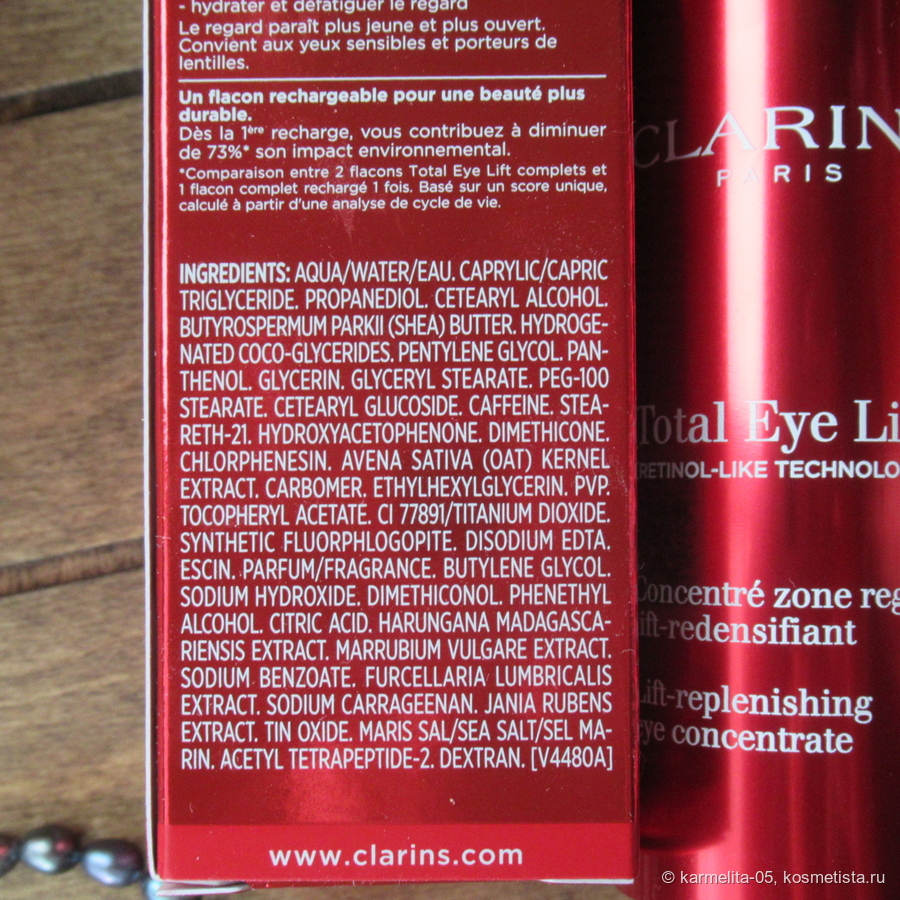 - hydrater et défatiguer le regard
Le regard paraît plus jeune et plus ouvert.
Convient aux yeux sensibles et porteurs de
lentilles.
Un flacon rechargeable pour une beauté plus
durable.
Dès la 1ère recharge, vous contribuez à diminuer
de 73%* son impact environnemental.
*Comparaison entre 2 flacons Total Eye Lift complets et
1 flacon complet rechargé 1 fois. Basé sur un score unique,
calculé à partir d'une analyse de cycle de vie.
INGREDIENTS: AQUA/WATER/EAU. CAPRYLIC/CAPRIC
TRIGLYCERIDE. PROPANEDIOL. CETEARYL ALCOHOL.
BUTYROSPERMUM PARKII (SHEA) BUTTER. HYDROGE-
NATED COCO-GLYCERIDES. PENTYLENE GLYCOL. PAN-
THENOL. GLYCERIN. GLYCERYL STEARATE. PEG-100
STEARATE. CETEARYL GLUCOSIDE. CAFFEINE. STEA-
RETH-21. HYDROXYACETOPHENONE. DIMETHICONE.
CHLORPHENESIN. AVENA SATIVA (OAT) KERNEL
EXTRACT. CARBOMER. ETHYLHEXYLGLYCERIN. PVP.
TOCOPHERYL ACETATE. CI 77891/TITANIUM DIOXIDE.
SYNTHETIC FLUORPHLOGOPITE. DISODIUM EDTA.
ESCIN. PARFUM/FRAGRANCE. BUTYLENE GLYCOL.
SODIUM HYDROXIDE. DIMETHICONOL. PHENETHYL
ALCOHOL. CITRIC ACID. HARUNGANA MADAGASCA-
RIENSIS EXTRACT. MARRUBIUM VULGARE EXTRACT.
SODIUM BENZOATE. FURCELLARIA LUMBRICALIS
EXTRACT. SODIUM CARRAGEENAN. JANIA RUBENS
EXTRACT. TIN OXIDE. MARIS SAL/SEA SALT/SEL MA-
RIN. ACETYL TETRAPEPTIDE-2. DEXTRAN. [V4480A]
www.clarins.com
CLARIN
PARIS
Total Eye Li
RETINOL-LIKE TECHNOLO
Concentré zone reg
lift-redensifiant
Lift-replenishing
eye concentrate
© karmelita-05, kosmetista.ru